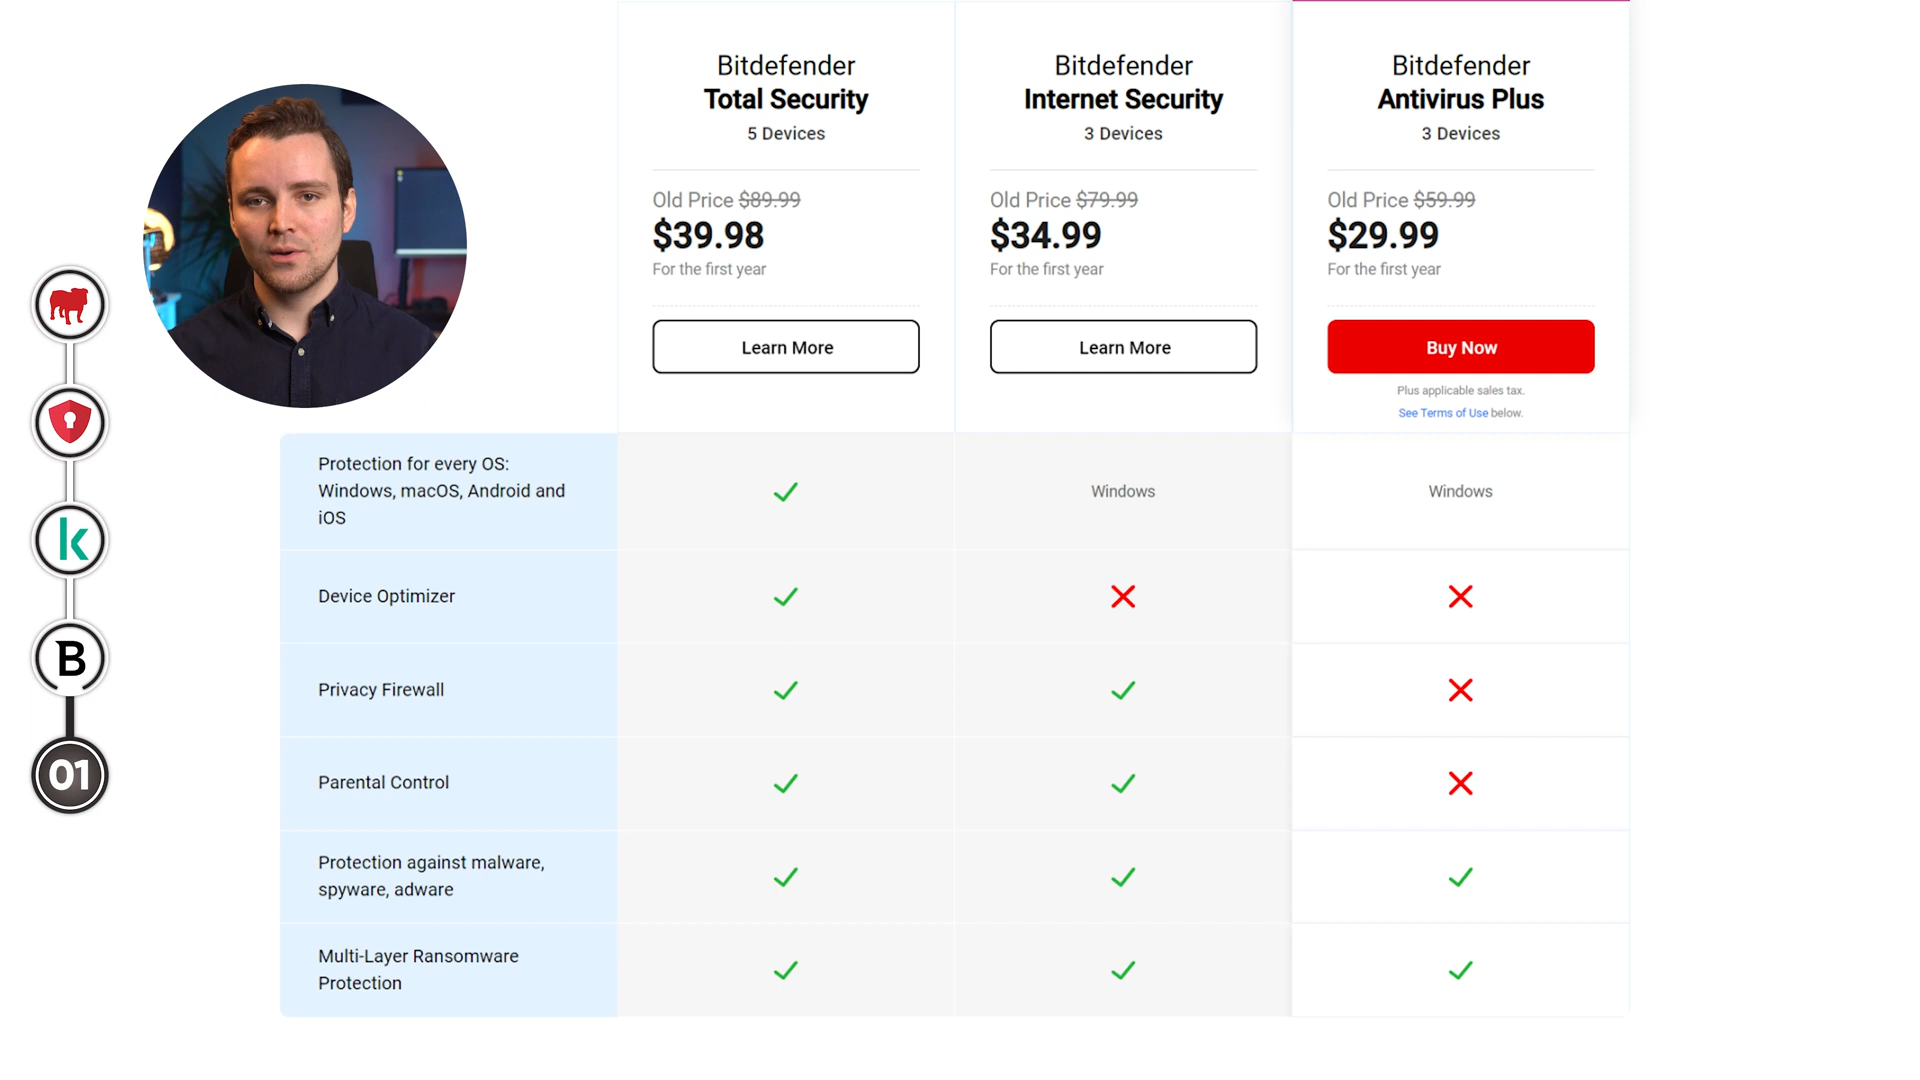 Bitdefender
Total Security
5 Devices
Old Price $89.99
$39.98
For the first year
Learn More
Bitdefender
Internet Security
3 Devices
Old Price $79.99
$34.99
For the first year
Learn More
Bitdefender
Antivirus Plus
3 Devices
Old Price $59.99
$29.99
For the first year
Buy Now
Plus applicable sales tax.
See Terms of Use below.
Protection for every OS:
Windows, macOS, Android and
iOS
Windows
Windows
Device Optimizer
Privacy Firewall
Parental Control
Protection against malware,
spyware, adware
Multi-Layer Ransomware
Protection
k
B
01